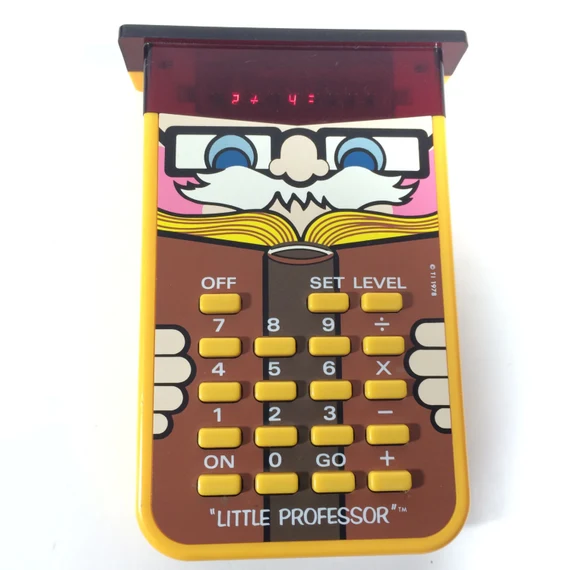 2+ 4=
© TI 1978
OFF SET LEVEL
7 8 9 ÷
4 5 6 X
1 2 3 −
ON 0 GO +
"LITTLE PROFESSOR"™